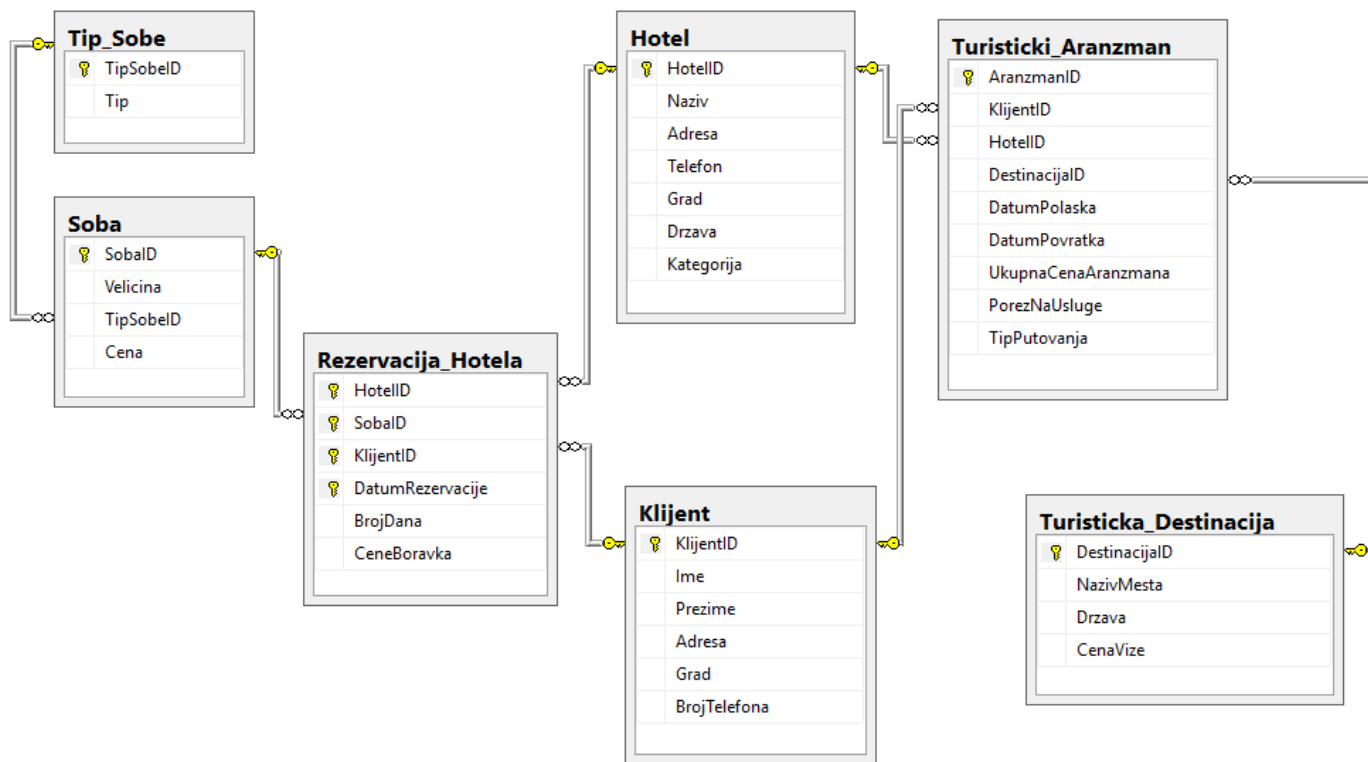 Tip_Sobe
TipSobeID
Tip
Soba
SobaID
Velicina
TipSobeID
Cena
Rezervacija_Hotela
HotelID
SobaID
KlijentID
DatumRezervacije
BrojDana
CeneBoravka
Hotel
HotelID
Naziv
Adresa
Telefon
Grad
Drzava
Kategorija
Klijent
KlijentID
Ime
Prezime
Adresa
Grad
BrojTelefona
Turisticki_Aranzman
AranzmanID
KlijentID
HotelID
DestinacijaID
DatumPolaska
DatumPovratka
UkupnaCenaAranzmana
PorezNaUsluge
TipPutovanja
Turisticka_Destinacija
DestinacijaID
NazivMesta
Drzava
CenaVize